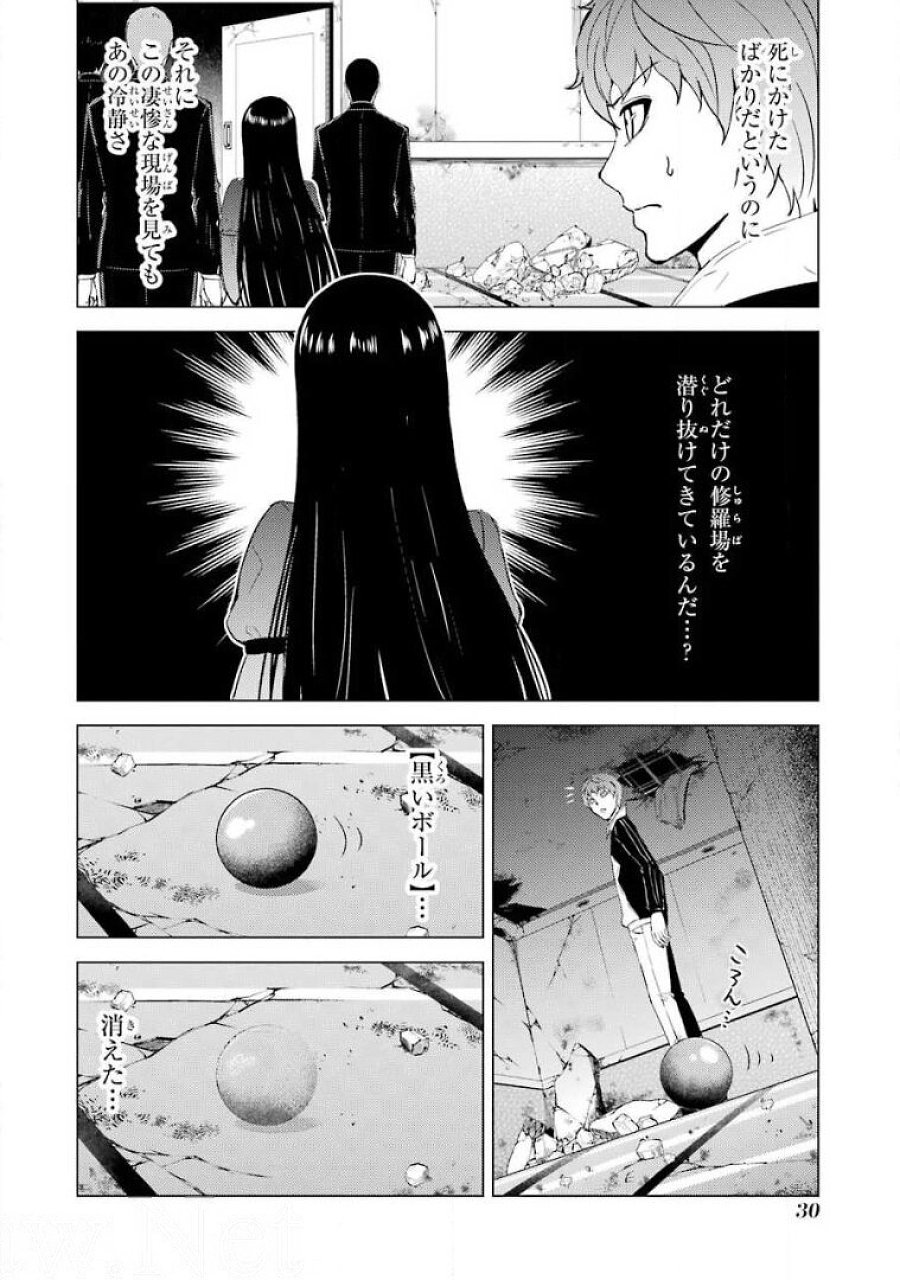 死にかけた
ばかりだというのに
それに
この凄惨な現場を見ても
あの冷静さ
どれだけの修羅場を
潜り抜けてきているんだ…？
ころん…
【黒いボール】…
消えた…
30
tw.Net